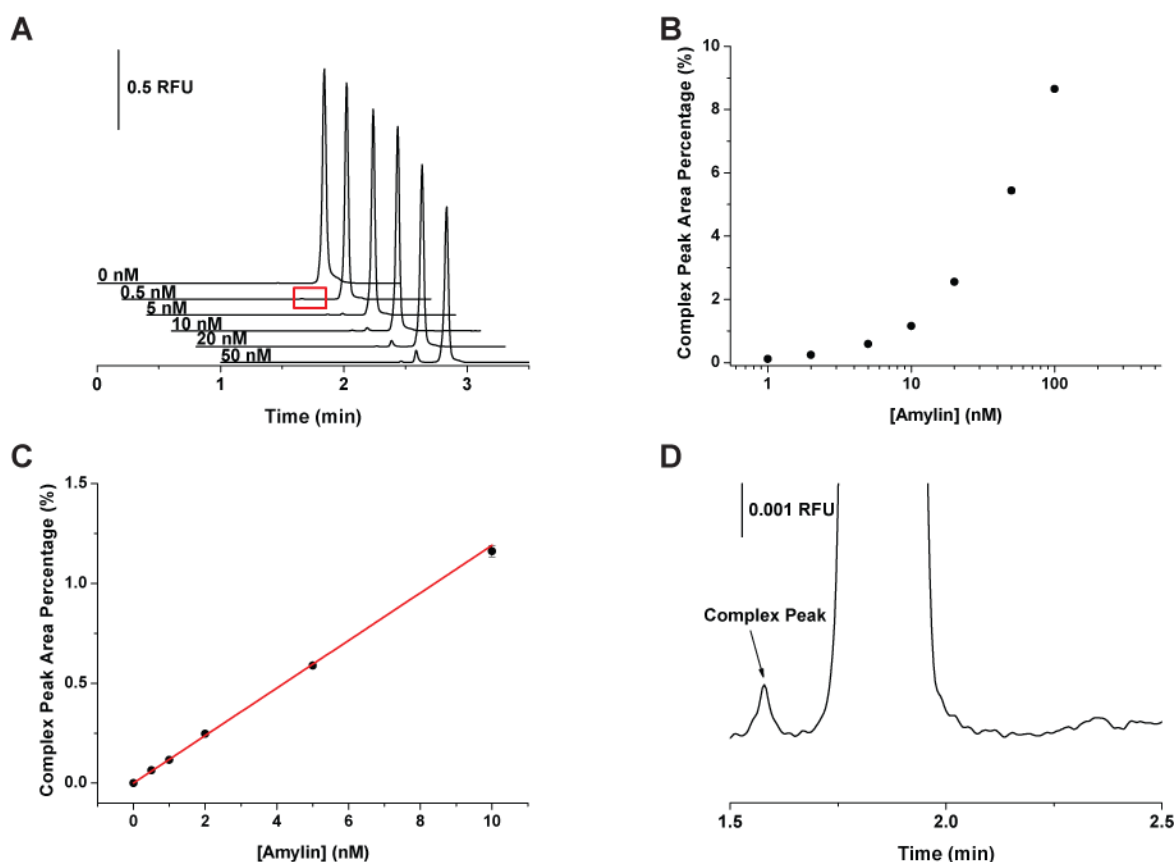 A
0.5 RFU
0 nM
0.5 nM
5 nM
10 nM
20 nM
50 nM
0 1 2 3
Time (min)
B
Complex Peak Area Percentage (%)
10
8
6
4
2
0
1 10 100
[Amylin] (nM)
C
Complex Peak Area Percentage (%)
1.5
1.0
0.5
0.0
0 2 4 6 8 10
[Amylin] (nM)
D
0.001 RFU
Complex Peak
1.5 2.0 2.5
Time (min)